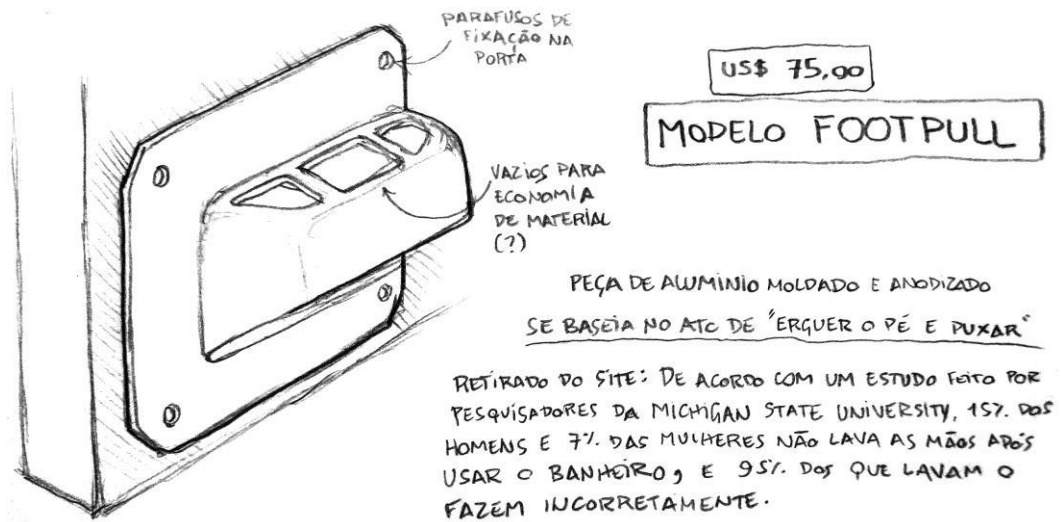 PARAFUSOS DE
FIXAÇÃO NA
PORTA
US$ 75,00
MODELO FOOTPULL
VAZIOS PARA
ECONOMIA
DE MATERIAL
(?)
PEÇA DE ALUMINIO MOLDADO E ANODIZADO
SE BASEIA NO ATO DE "ERGUER O PÉ E PUXAR"
RETIRADO DO SITE: DE ACORDO COM UM ESTUDO FEITO POR
PESQUISADORES DA MICHIGAN STATE UNIVERSITY, 15% DOS
HOMENS E 7% DAS MULHERES NÃO LAVA AS MÃOS APÓS
USAR O BANHEIRO, E 95% DOS QUE LAVAM O
FAZEM INCORRETAMENTE.